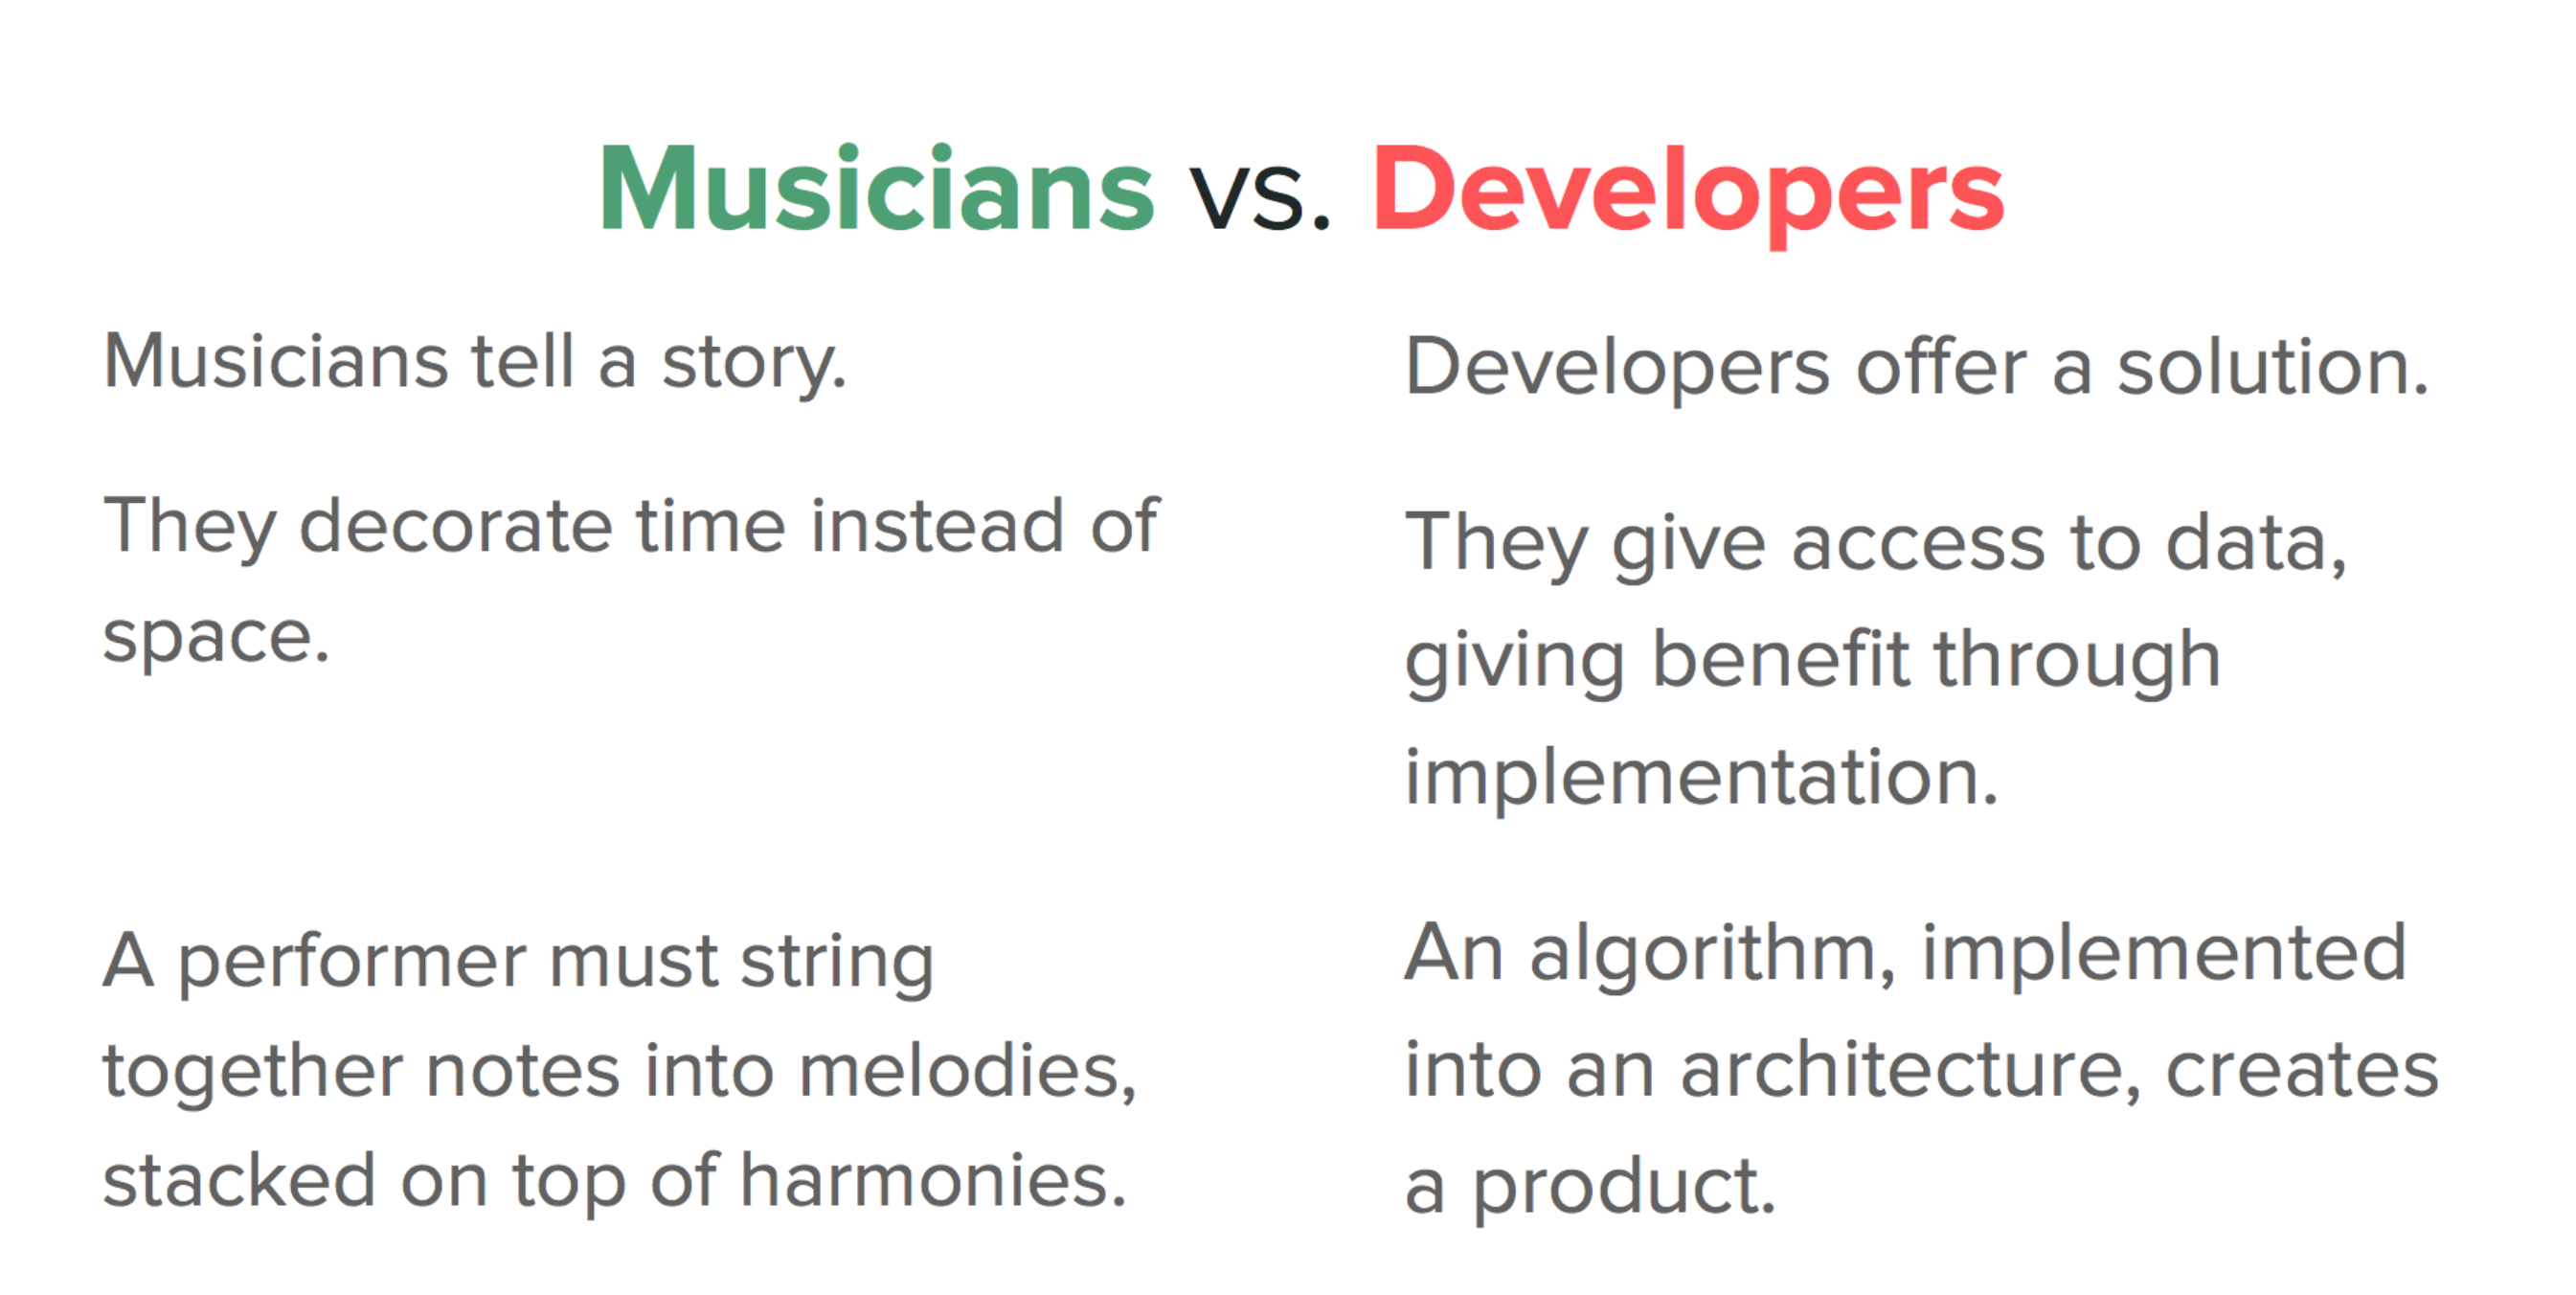 Musicians vs. Developers
Musicians tell a story.
They decorate time instead of
space.
A performer must string
together notes into melodies,
stacked on top of harmonies.
Developers offer a solution.
They give access to data,
giving benefit through
implementation.
An algorithm, implemented
into an architecture, creates
a product.